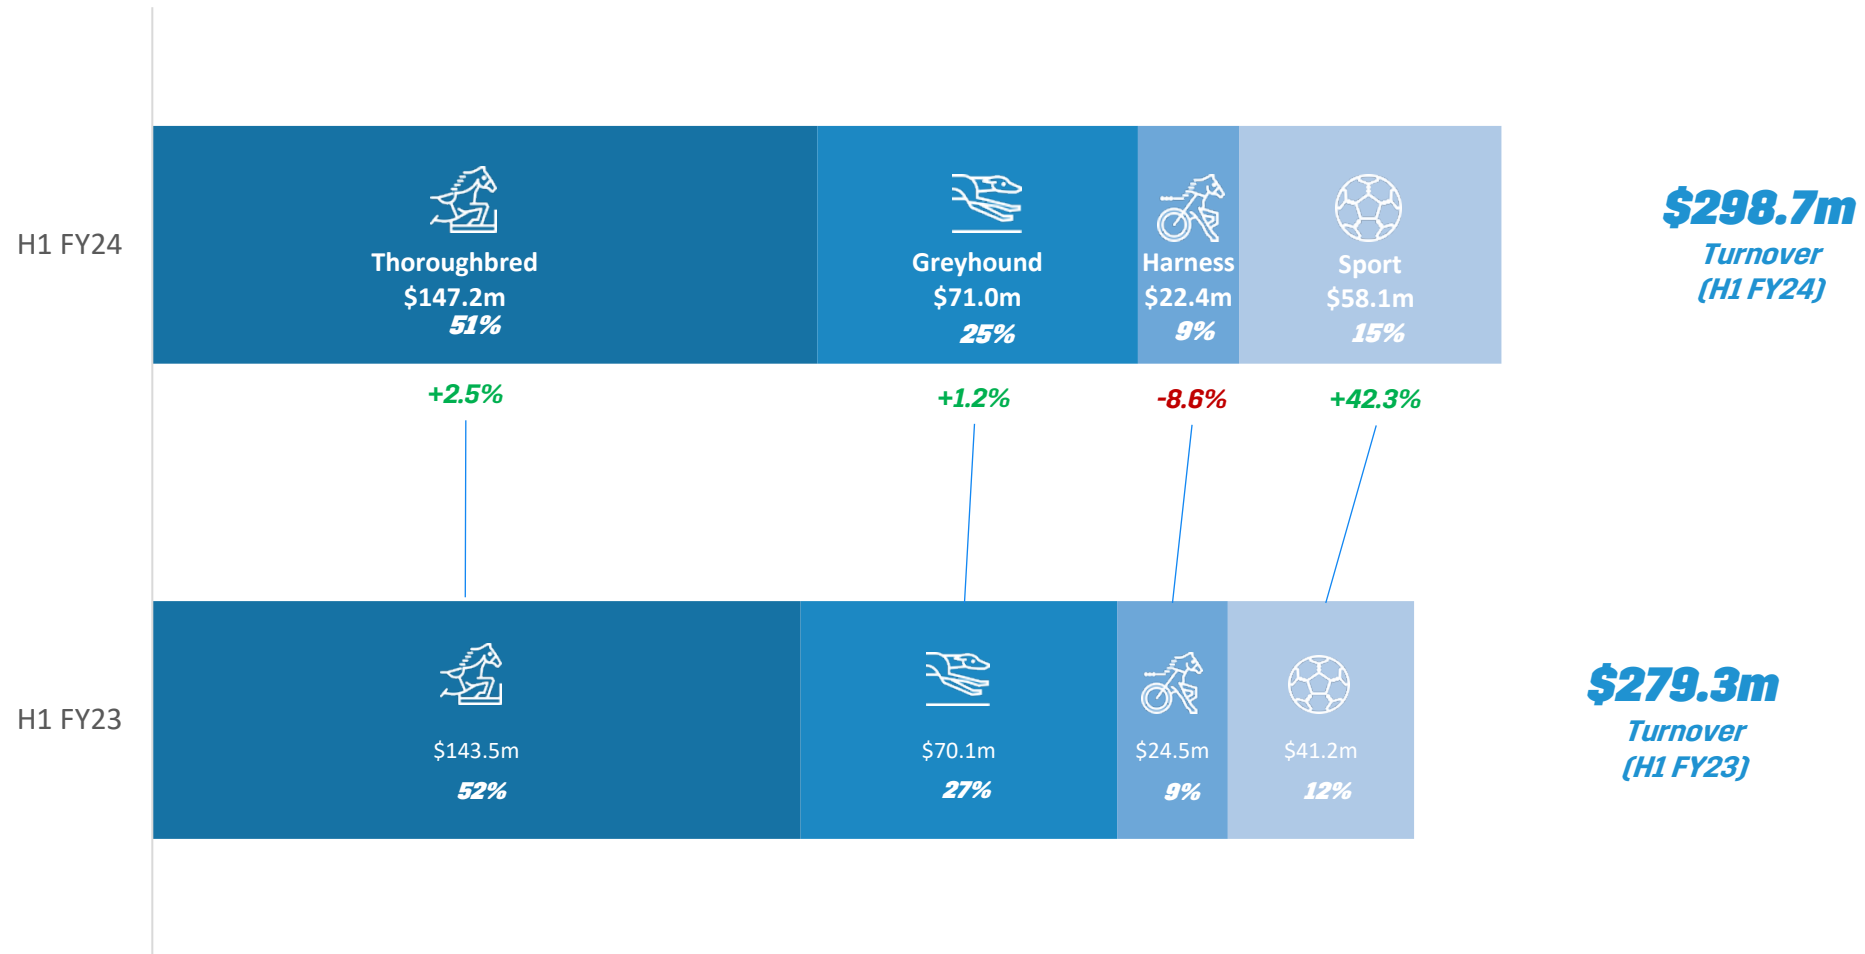 H1 FY24
Thoroughbred
$147.2m
51%
Greyhound
$71.0m
25%
Harness
$22.4m
9%
Sport
$58.1m
15%
$298.7m
Turnover
(H1 FY24)
+2.5%
+1.2%
-8.6%
+42.3%
H1 FY23
$143.5m
52%
$70.1m
27%
$24.5m
9%
$41.2m
12%
$279.3m
Turnover
(H1 FY23)